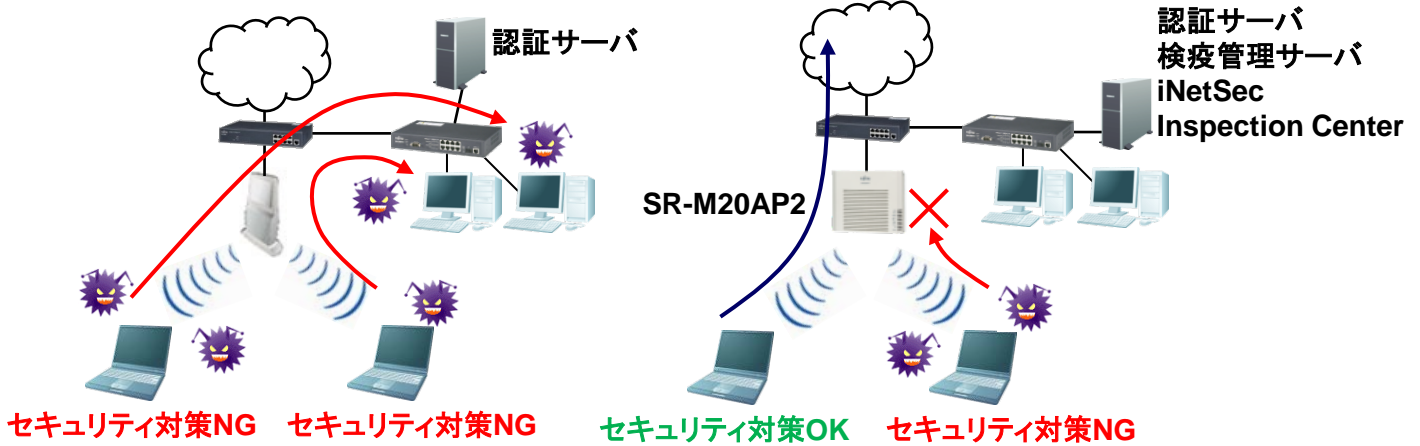 認証サーバ
認証サーバ
検疫管理サーバ
iNetSec
Inspection Center
SR-M20AP2
セキュリティ対策NG
セキュリティ対策NG
セキュリティ対策OK
セキュリティ対策NG